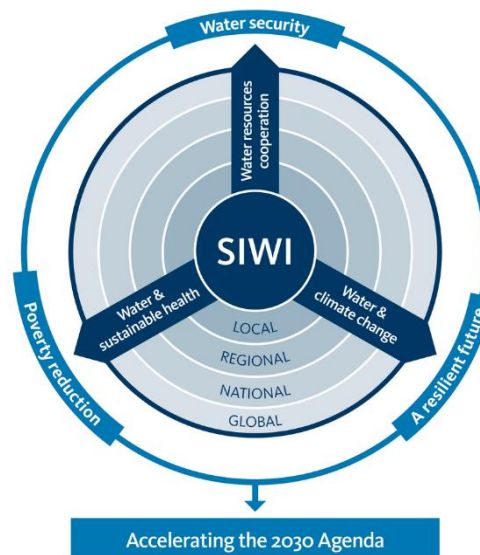 Water security
Water resources
cooperation
SIWI
Water &
sustainable health
Water &
climate change
LOCAL
REGIONAL
NATIONAL
GLOBAL
Poverty reduction
A resilient future
Accelerating the 2030 Agenda